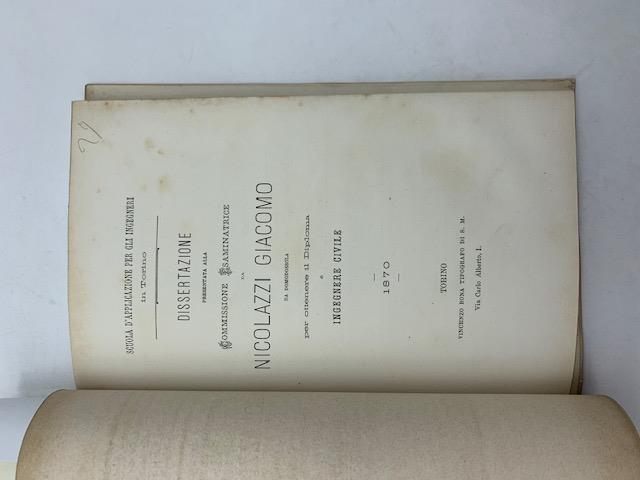 SCUOLA D'APPLICAZIONE PER GLI INGEGNERI
in Torino
DISSERTAZIONE
PRESENTATA ALLA
COMMISSIONE ESAMINATRICE
DA
NICOLAZZI GIACOMO
DA DOMODOSSOLA
per ottenere il Diploma
INGEGNERE CIVILE
1870
TORINO
VINCENZO BONA TIPOGRAFO DI S. M.
Via Carlo Alberto, 1.